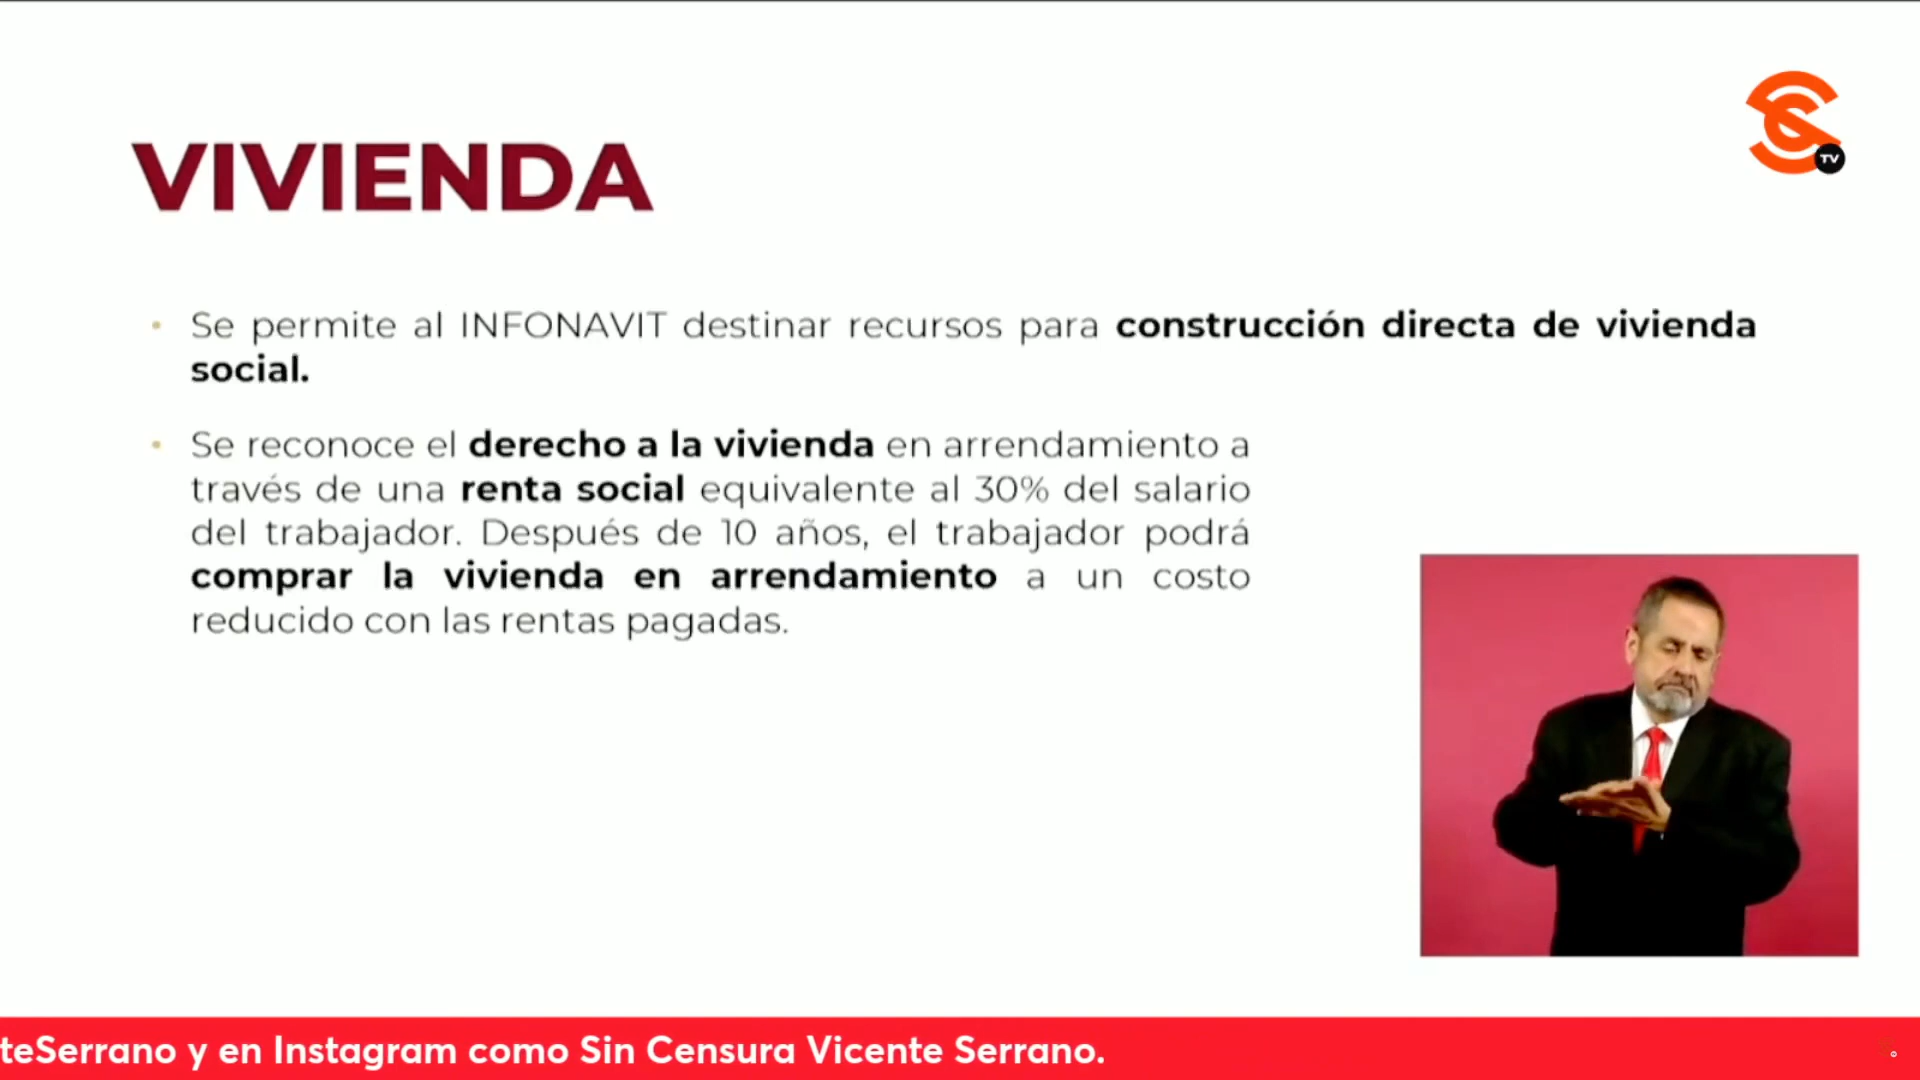 TV
VIVIENDA
• Se permite al INFONAVIT destinar recursos para construcción directa de vivienda
social.
• Se reconoce el derecho a la vivienda en arrendamiento a
través de una renta social equivalente al 30% del salario
del trabajador. Después de 10 años, el trabajador podrá
comprar la vivienda en arrendamiento a un costo
reducido con las rentas pagadas.
teSerrano y en Instagram como Sin Censura Vicente Serrano.